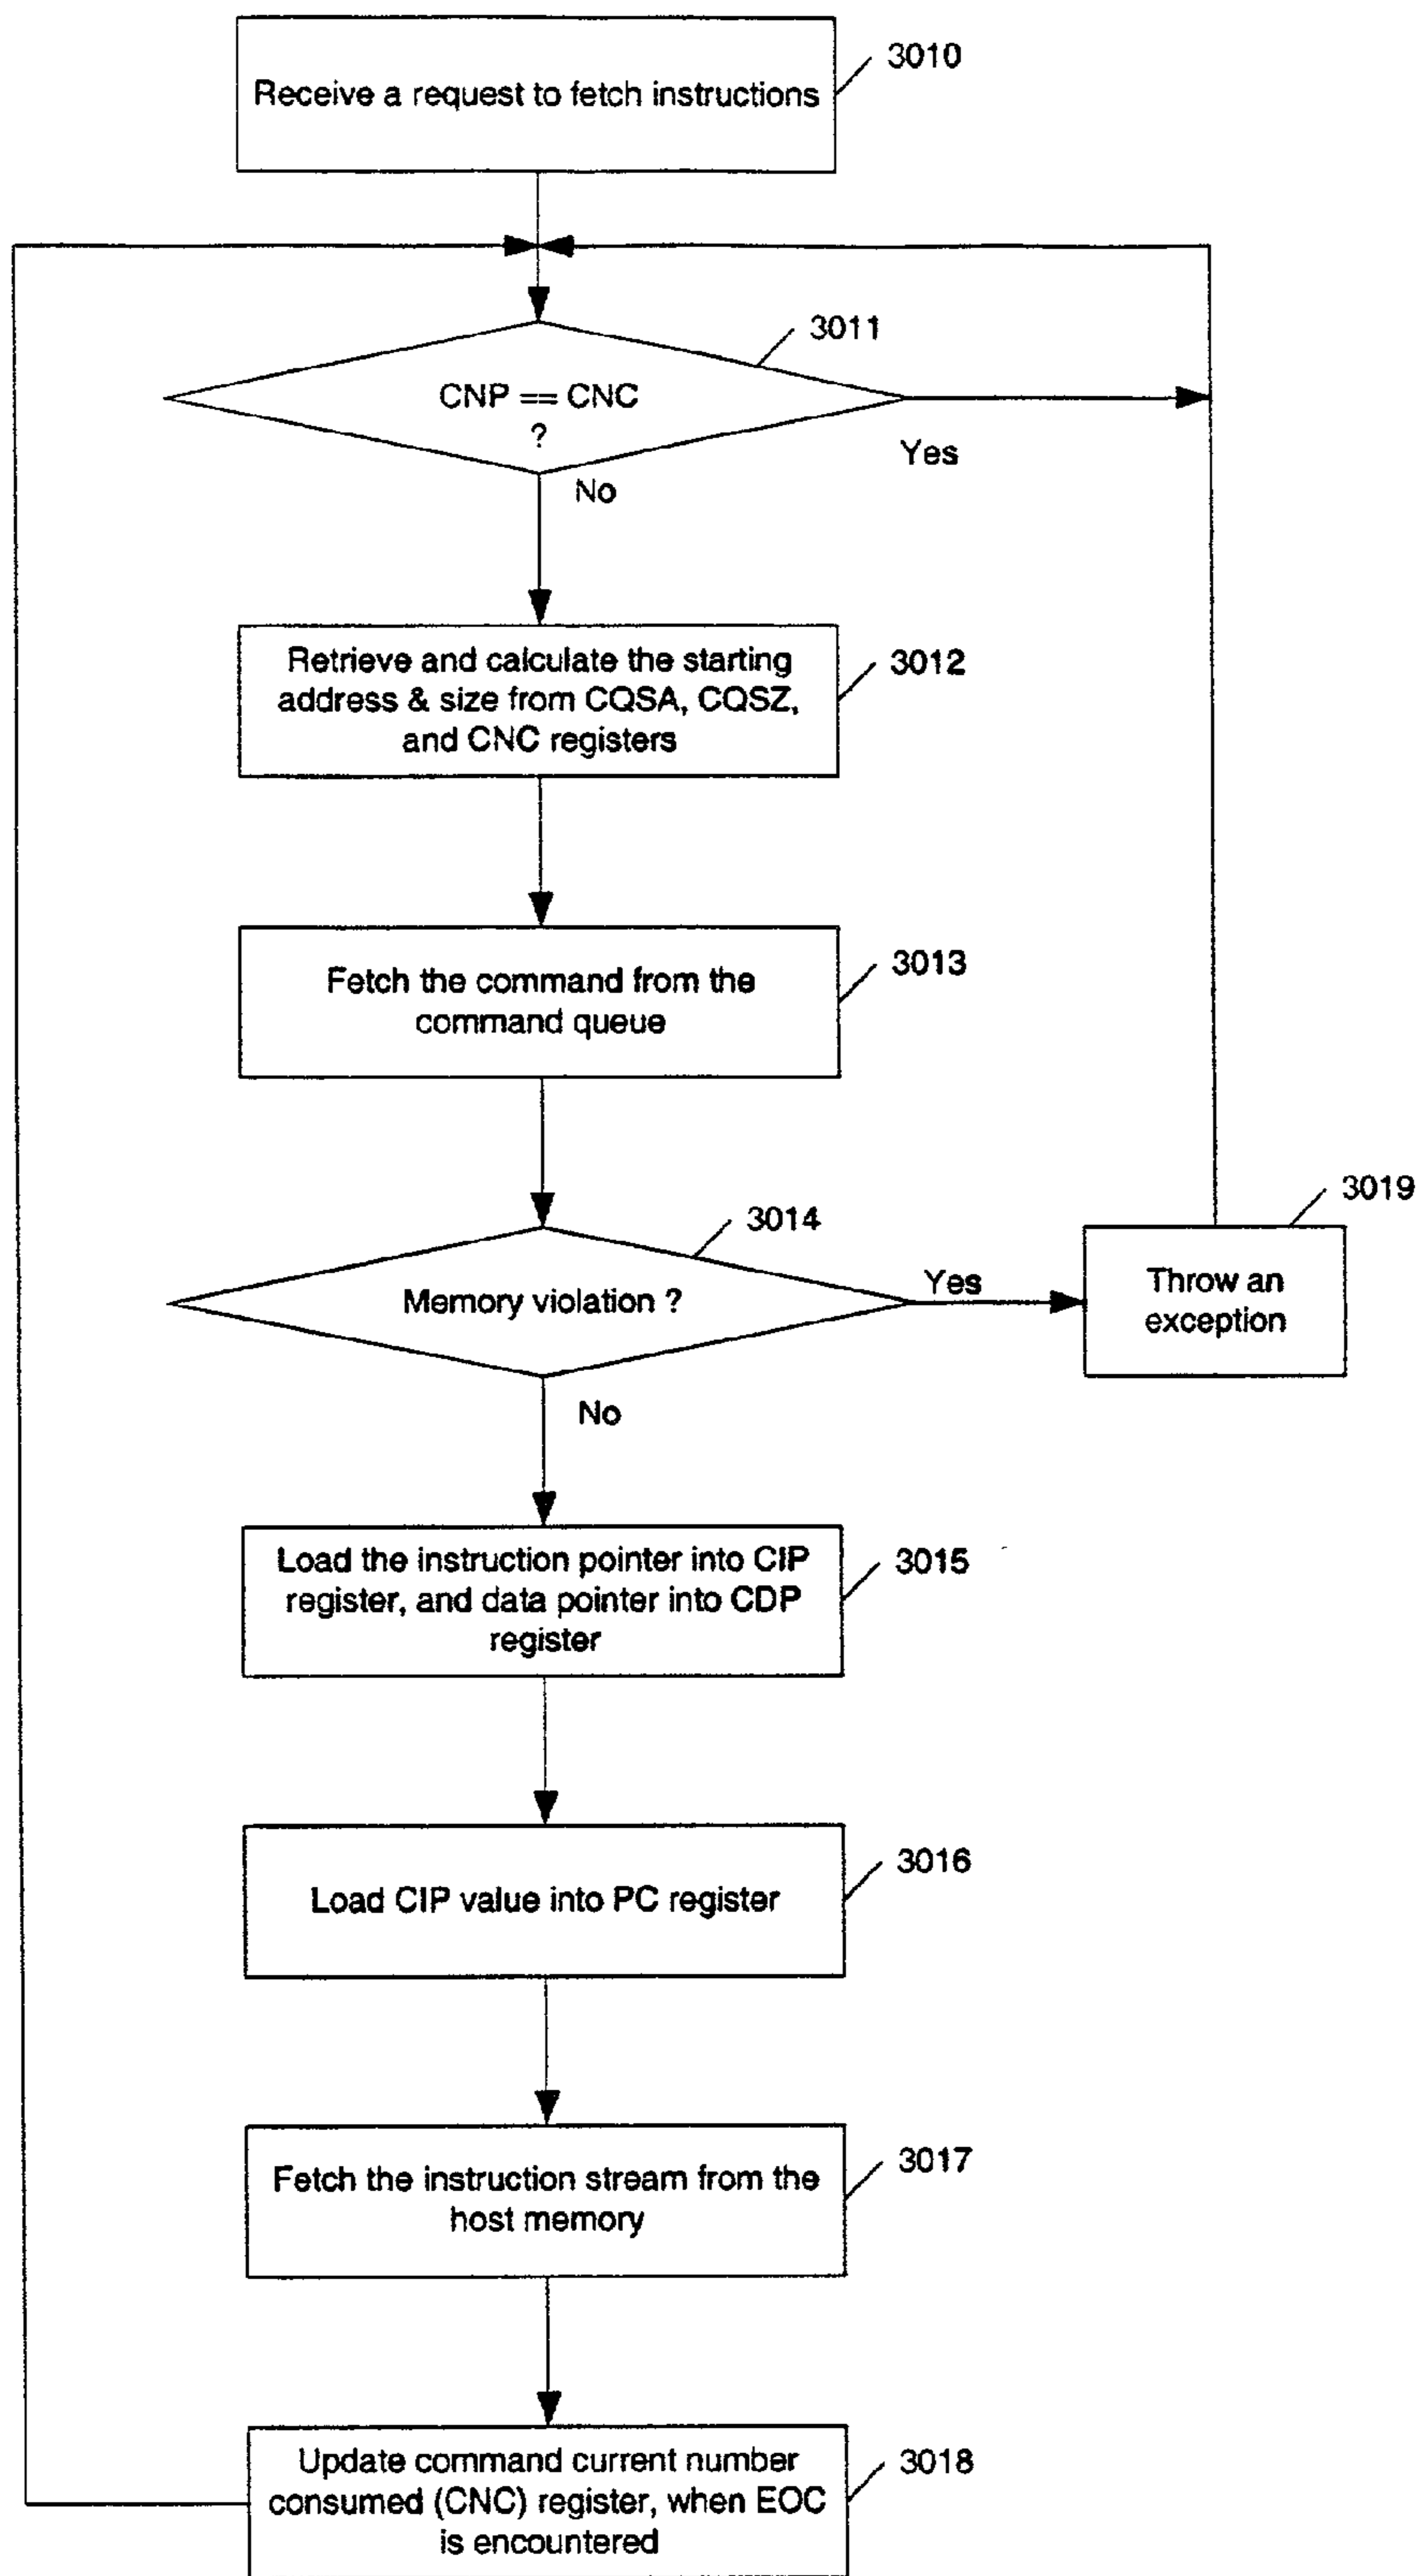 Receive a request to fetch instructions
3010
3011
CNP == CNC
?
Yes
No
Retrieve and calculate the starting
address & size from CQSA, CQSZ,
and CNC registers
3012
Fetch the command from the
command queue
3013
3014
Memory violation ?
Yes
3019
Throw an
exception
No
Load the instruction pointer into CIP
register, and data pointer into CDP
register
3015
Load CIP value into PC register
3016
Fetch the instruction stream from the
host memory
3017
Update command current number
consumed (CNC) register, when EOC
is encountered
3018